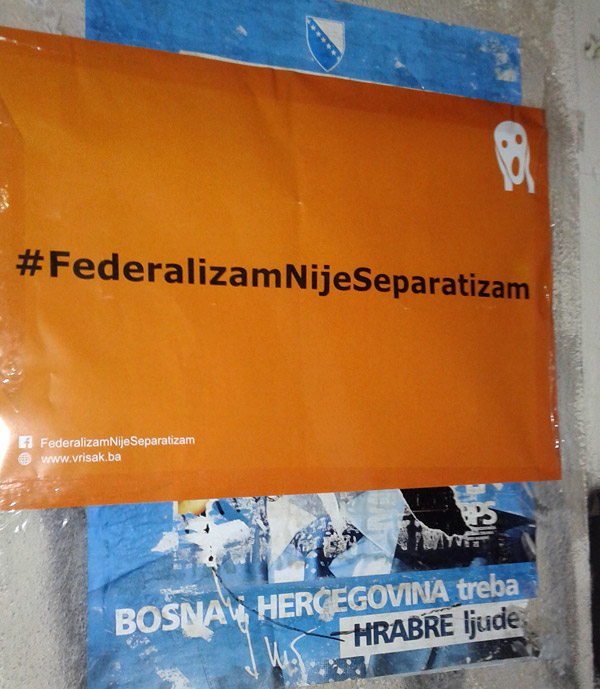 #FederalizamNijeSeparatizam
FederalizamNijeSeparatizam
www.vrisak.ba
BOSNA I HERCEGOVINA treba
HRABRE ljude